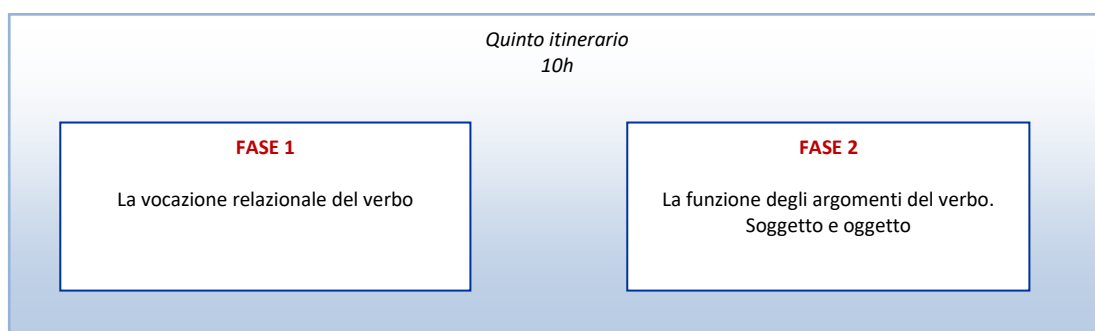 Quinto itinerario
10h
FASE 1
La vocazione relazionale del verbo
FASE 2
La funzione degli argomenti del verbo.
Soggetto e oggetto